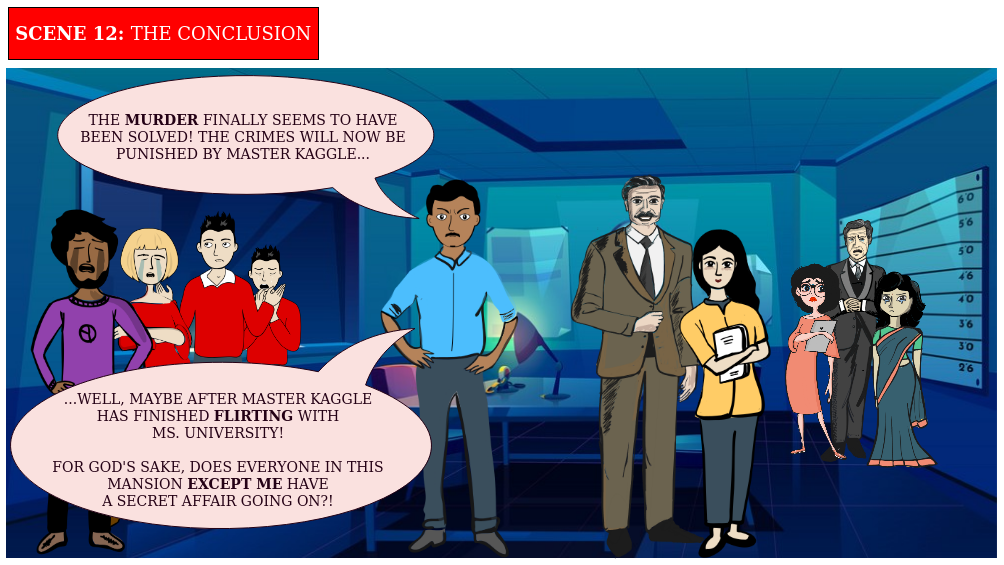 SCENE 12: THE CONCLUSION
THE MURDER FINALLY SEEMS TO HAVE
BEEN SOLVED! THE CRIMES WILL NOW BE
PUNISHED BY MASTER KAGGLE...
...WELL, MAYBE AFTER MASTER KAGGLE
HAS FINISHED FLIRTING WITH
MS. UNIVERSITY!
FOR GOD'S SAKE, DOES EVERYONE IN THIS
MANSION EXCEPT ME HAVE
A SECRET AFFAIR GOING ON?!
60
56
50
46
40
36
30
26